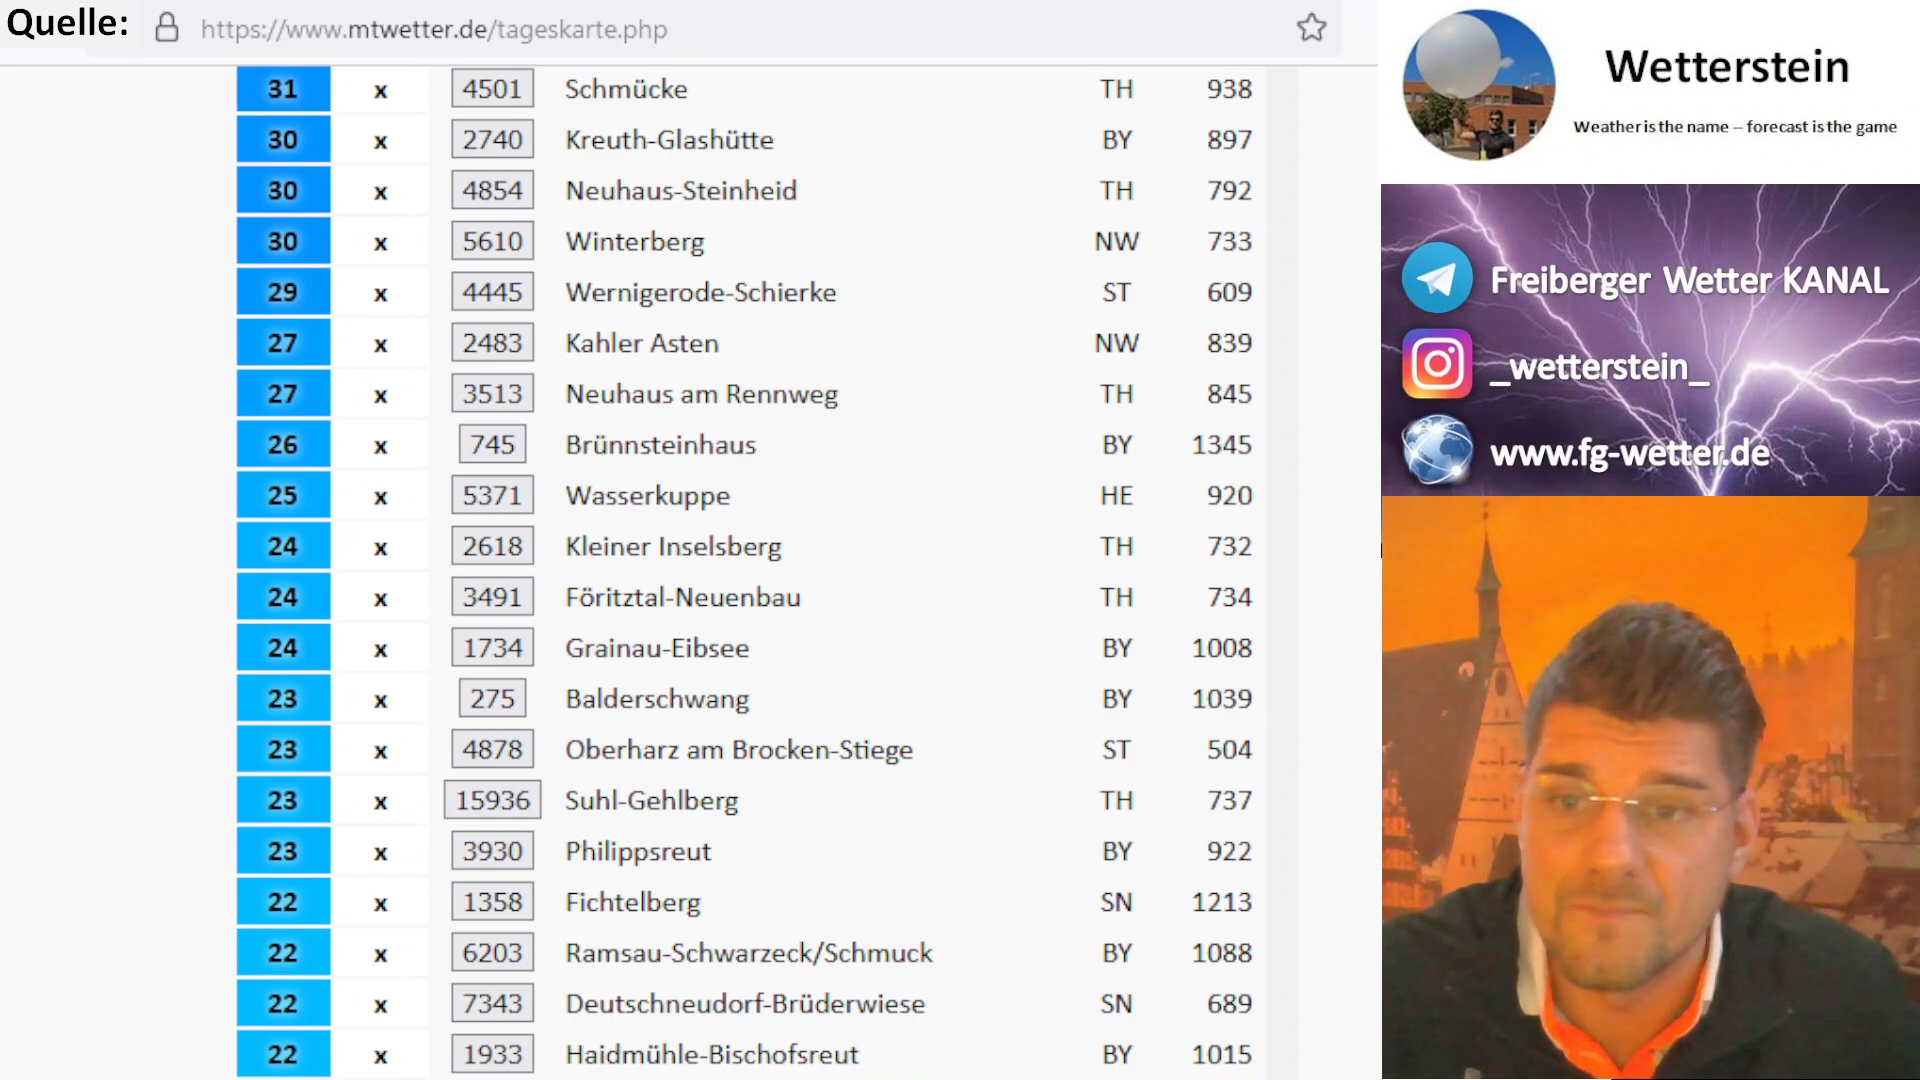 Quelle: https://www.mtwetter.de/tageskarte.php
31 x 4501 Schmücke TH 938
30 x 2740 Kreuth-Glashütte BY 897
30 x 4854 Neuhaus-Steinheid TH 792
30 x 5610 Winterberg NW 733
29 x 4445 Wernigerode-Schierke ST 609
27 x 2483 Kahler Asten NW 839
27 x 3513 Neuhaus am Rennweg TH 845
26 x 745 Brünnsteinhaus BY 1345
25 x 5371 Wasserkuppe HE 920
24 x 2618 Kleiner Inselsberg TH 732
24 x 3491 Föritztal-Neuenbau TH 734
24 x 1734 Grainau-Eibsee BY 1008
23 x 275 Balderschwang BY 1039
23 x 4878 Oberharz am Brocken-Stiege ST 504
23 x 15936 Suhl-Gehlberg TH 737
23 x 3930 Philippsreut BY 922
22 x 1358 Fichtelberg SN 1213
22 x 6203 Ramsau-Schwarzeck/Schmuck BY 1088
22 x 7343 Deutschneudorf-Brüderwiese SN 689
22 x 1933 Haidmühle-Bischofsreut BY 1015
Wetterstein
Weather is the name – forecast is the game
Freiberger Wetter KANAL
_wetterstein_
www.fg-wetter.de